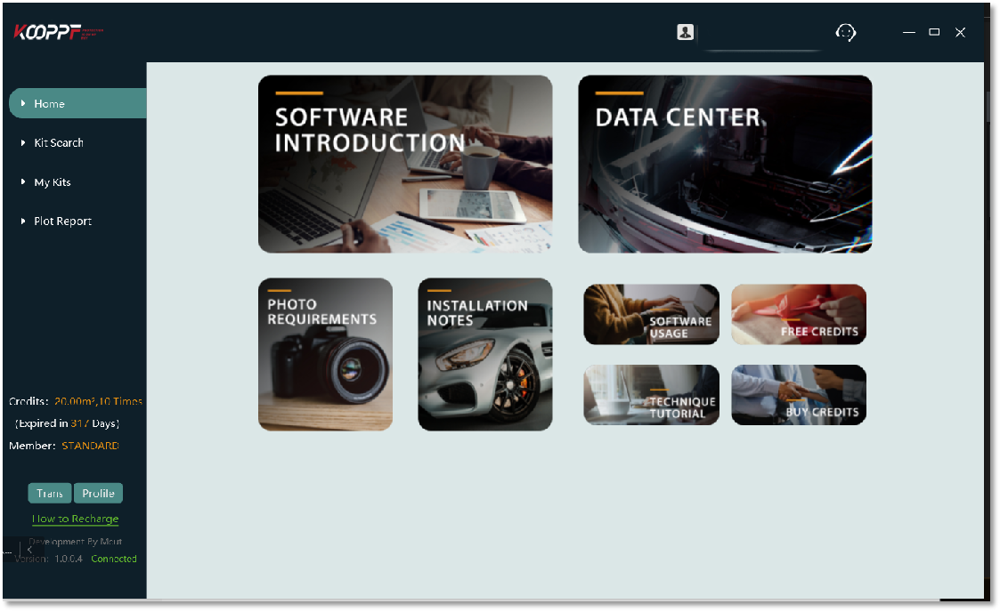 KOOPPF
Home
Kit Search
My Kits
Plot Report
Credits: 20.00m²,10 Times
(Expired in 317 Days)
Member: STANDARD
Trans
Profile
How to Recharge
Development By Mcut
Version: 1.0.0.4 Connected
SOFTWARE
INTRODUCTION
DATA CENTER
PHOTO
REQUIREMENTS
INSTALLATION
NOTES
SOFTWARE
USAGE
FREE CREDITS
TECHNIQUE
TUTORIAL
BUY CREDITS